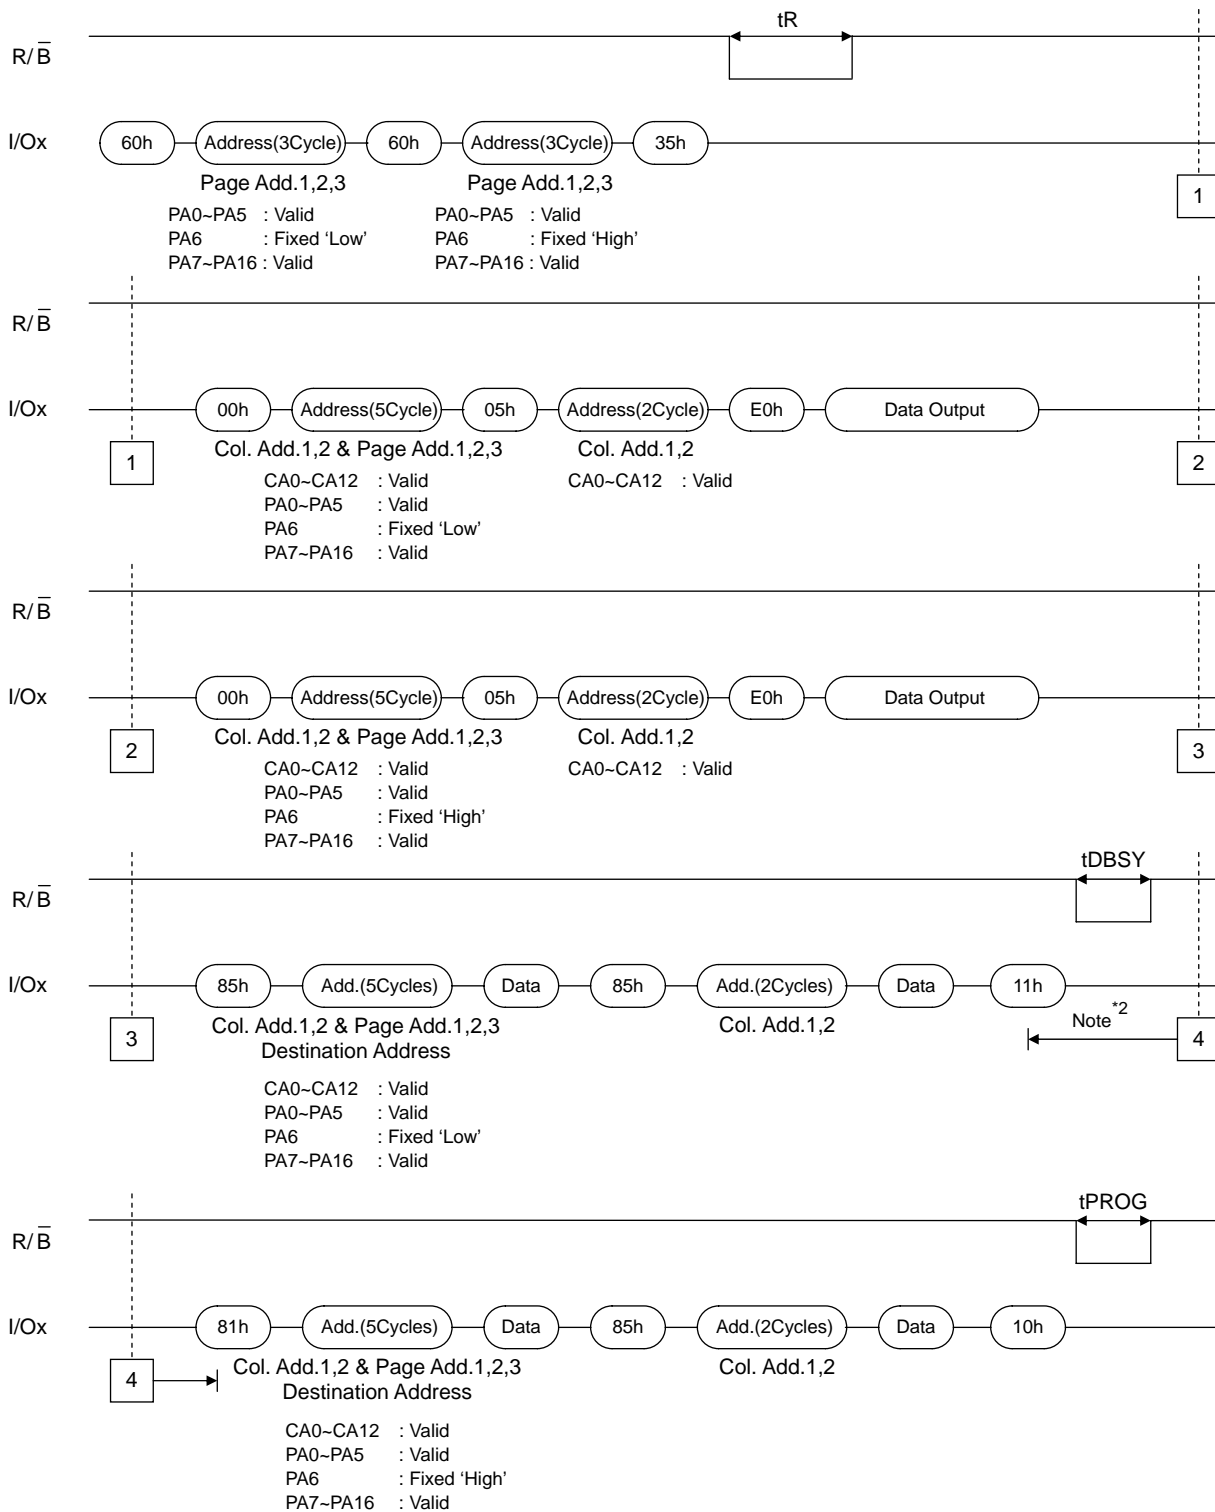 tR
R/B̅
I/Ox 60h Address(3Cycle) 60h Address(3Cycle) 35h
Page Add.1,2,3 Page Add.1,2,3
1
PA0~PA5 : Valid PA0~PA5 : Valid
PA6 : Fixed ‘Low’ PA6 : Fixed ‘High’
PA7~PA16 : Valid PA7~PA16 : Valid
R/B̅
I/Ox 00h Address(5Cycle) 05h Address(2Cycle) E0h Data Output
Col. Add.1,2 & Page Add.1,2,3 Col. Add.1,2
1 2
CA0~CA12 : Valid CA0~CA12 : Valid
PA0~PA5 : Valid
PA6 : Fixed ‘Low’
PA7~PA16 : Valid
R/B̅
I/Ox 00h Address(5Cycle) 05h Address(2Cycle) E0h Data Output
Col. Add.1,2 & Page Add.1,2,3 Col. Add.1,2
2 3
CA0~CA12 : Valid CA0~CA12 : Valid
PA0~PA5 : Valid
PA6 : Fixed ‘High’
PA7~PA16 : Valid
tDBSY
R/B̅
I/Ox 85h Add.(5Cycles) Data 85h Add.(2Cycles) Data 11h
Col. Add.1,2 & Page Add.1,2,3 Col. Add.1,2 Note*2
3 4
Destination Address
CA0~CA12 : Valid
PA0~PA5 : Valid
PA6 : Fixed ‘Low’
PA7~PA16 : Valid
tPROG
R/B̅
I/Ox 81h Add.(5Cycles) Data 85h Add.(2Cycles) Data 10h
Col. Add.1,2 & Page Add.1,2,3 Col. Add.1,2
4
Destination Address
CA0~CA12 : Valid
PA0~PA5 : Valid
PA6 : Fixed ‘High’
PA7~PA16 : Valid